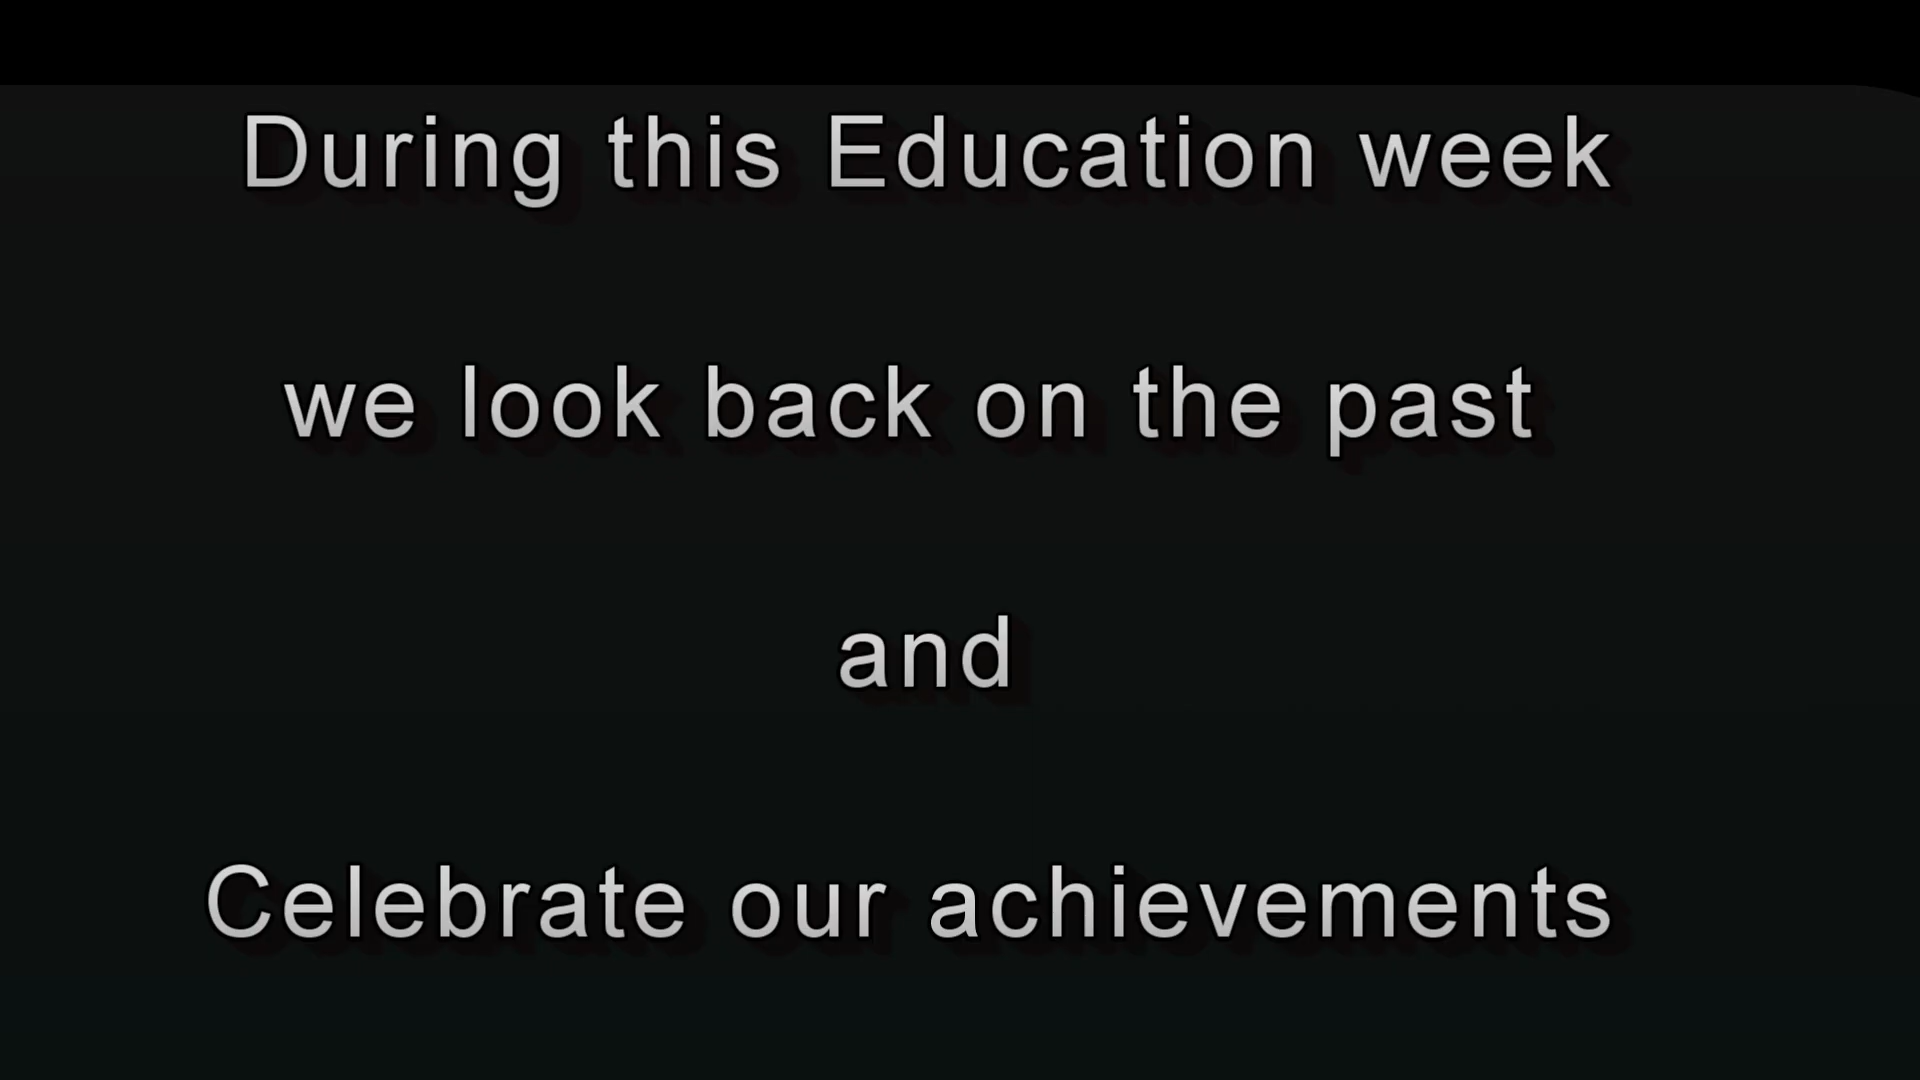 During this Education week
we look back on the past
and
Celebrate our achievements